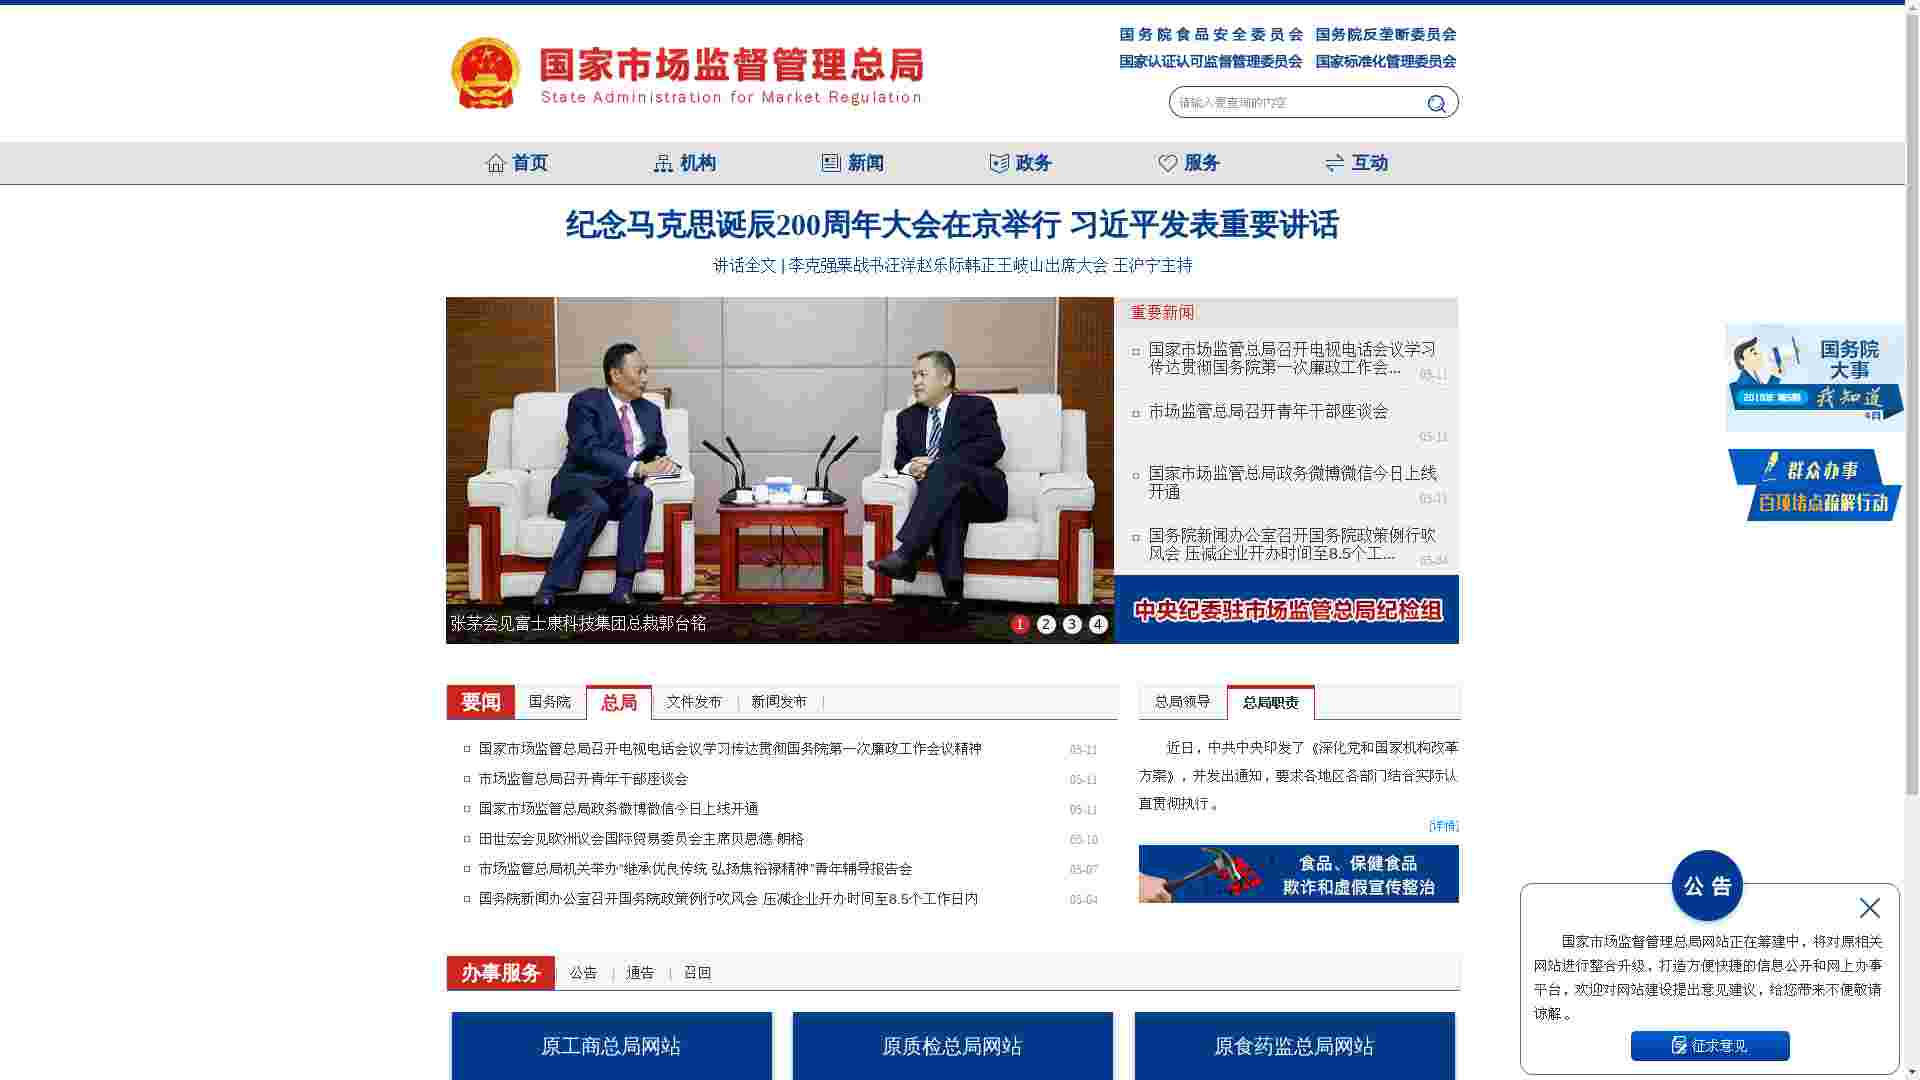 国家市场监督管理总局
State Administration for Market Regulation
国务院食品安全委员会 国务院反垄断委员会
国家认证认可监督管理委员会 国家标准化管理委员会
请输入要查询的内容
首页 机构 新闻 政务 服务 互动
纪念马克思诞辰200周年大会在京举行 习近平发表重要讲话
讲话全文 | 李克强栗战书汪洋赵乐际韩正王岐山出席大会 王沪宁主持
重要新闻
国家市场监管总局召开电视电话会议学习
传达贯彻国务院第一次廉政工作会...
05-11
市场监管总局召开青年干部座谈会
05-11
国家市场监管总局政务微博微信今日上线
开通
05-11
国务院新闻办公室召开国务院政策例行吹
风会 压减企业开办时间至8.5个工...
05-04
张茅会见富士康科技集团总裁郭台铭
1 2 3 4
中央纪委驻市场监管总局纪检组
国务院
大事
我知道
群众办事
百项堵点疏解行动
要闻 国务院 总局 文件发布 | 新闻发布 |
国家市场监管总局召开电视电话会议学习传达贯彻国务院第一次廉政工作会议精神 05-11
市场监管总局召开青年干部座谈会 05-11
国家市场监管总局政务微博微信今日上线开通 05-11
田世宏会见欧洲议会国际贸易委员会主席贝恩德·朗格 05-10
市场监管总局机关举办“继承优良传统 弘扬焦裕禄精神”青年辅导报告会 05-07
国务院新闻办公室召开国务院政策例行吹风会 压减企业开办时间至8.5个工作日内 05-04
总局领导 总局职责
近日，中共中央印发了《深化党和国家机构改革
方案》，并发出通知，要求各地区各部门结合实际认
真贯彻执行。
[详情]
食品、保健食品
欺诈和虚假宣传整治
办事服务 | 公告 | 通告 | 召回
原工商总局网站 原质检总局网站 原食药监总局网站
公告
国家市场监督管理总局网站正在筹建中，将对原相关
网站进行整合升级，打造方便快捷的信息公开和网上办事
平台，欢迎对网站建设提出意见建议，给您带来不便敬请
谅解。
征求意见